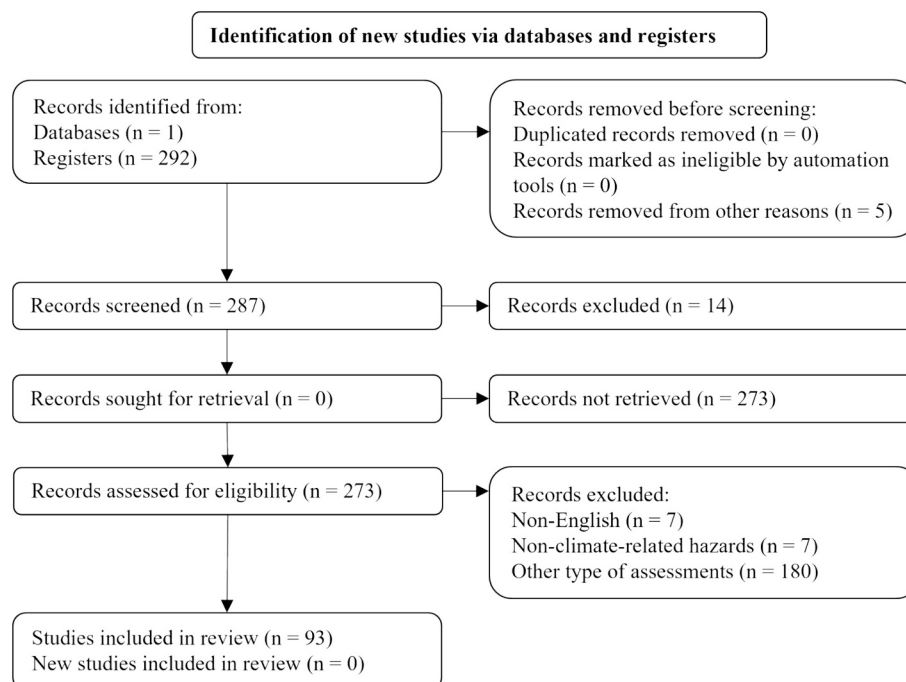 Identification of new studies via databases and registers
Records identified from:
Databases (n = 1)
Registers (n = 292)
Records removed before screening:
Duplicated records removed (n = 0)
Records marked as ineligible by automation
tools (n = 0)
Records removed from other reasons (n = 5)
Records screened (n = 287)
Records excluded (n = 14)
Records sought for retrieval (n = 0)
Records not retrieved (n = 273)
Records assessed for eligibility (n = 273)
Records excluded:
Non-English (n = 7)
Non-climate-related hazards (n = 7)
Other type of assessments (n = 180)
Studies included in review (n = 93)
New studies included in review (n = 0)